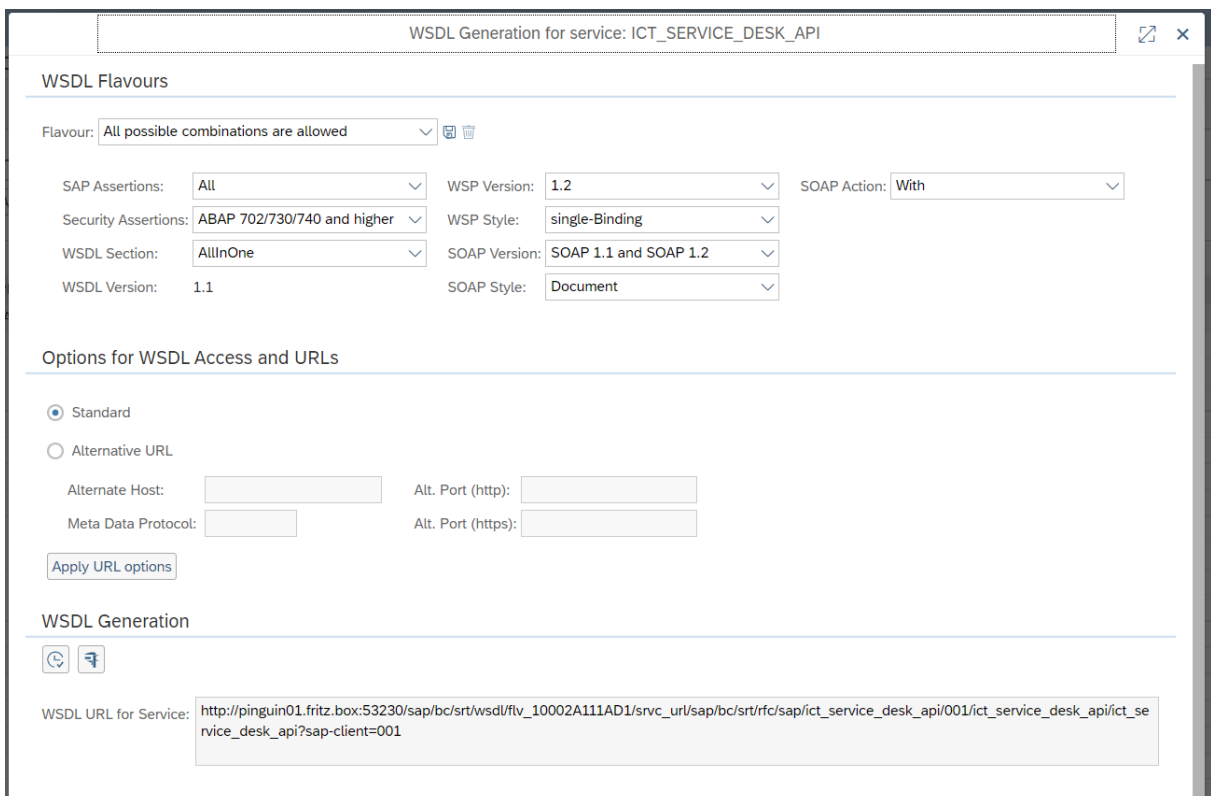 WSDL Generation for service: ICT_SERVICE_DESK_API
WSDL Flavours
Flavour: All possible combinations are allowed
SAP Assertions: All WSP Version: 1.2 SOAP Action: With
Security Assertions: ABAP 702/730/740 and higher WSP Style: single-Binding
WSDL Section: AllInOne SOAP Version: SOAP 1.1 and SOAP 1.2
WSDL Version: 1.1 SOAP Style: Document
Options for WSDL Access and URLs
Standard
Alternative URL
Alternate Host: Alt. Port (http):
Meta Data Protocol: Alt. Port (https):
Apply URL options
WSDL Generation
WSDL URL for Service: http://pinguin01.fritz.box:53230/sap/bc/srt/wsdl/flv_10002A111AD1/srvc_url/sap/bc/srt/rfc/sap/ict_service_desk_api/001/ict_service_desk_api/ict_se
rvice_desk_api?sap-client=001